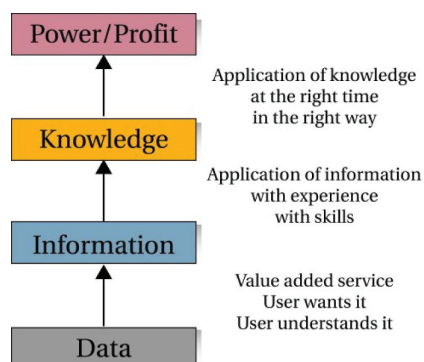 Power/Profit
Application of knowledge
at the right time
in the right way
Knowledge
Application of information
with experience
with skills
Information
Value added service
User wants it
User understands it
Data